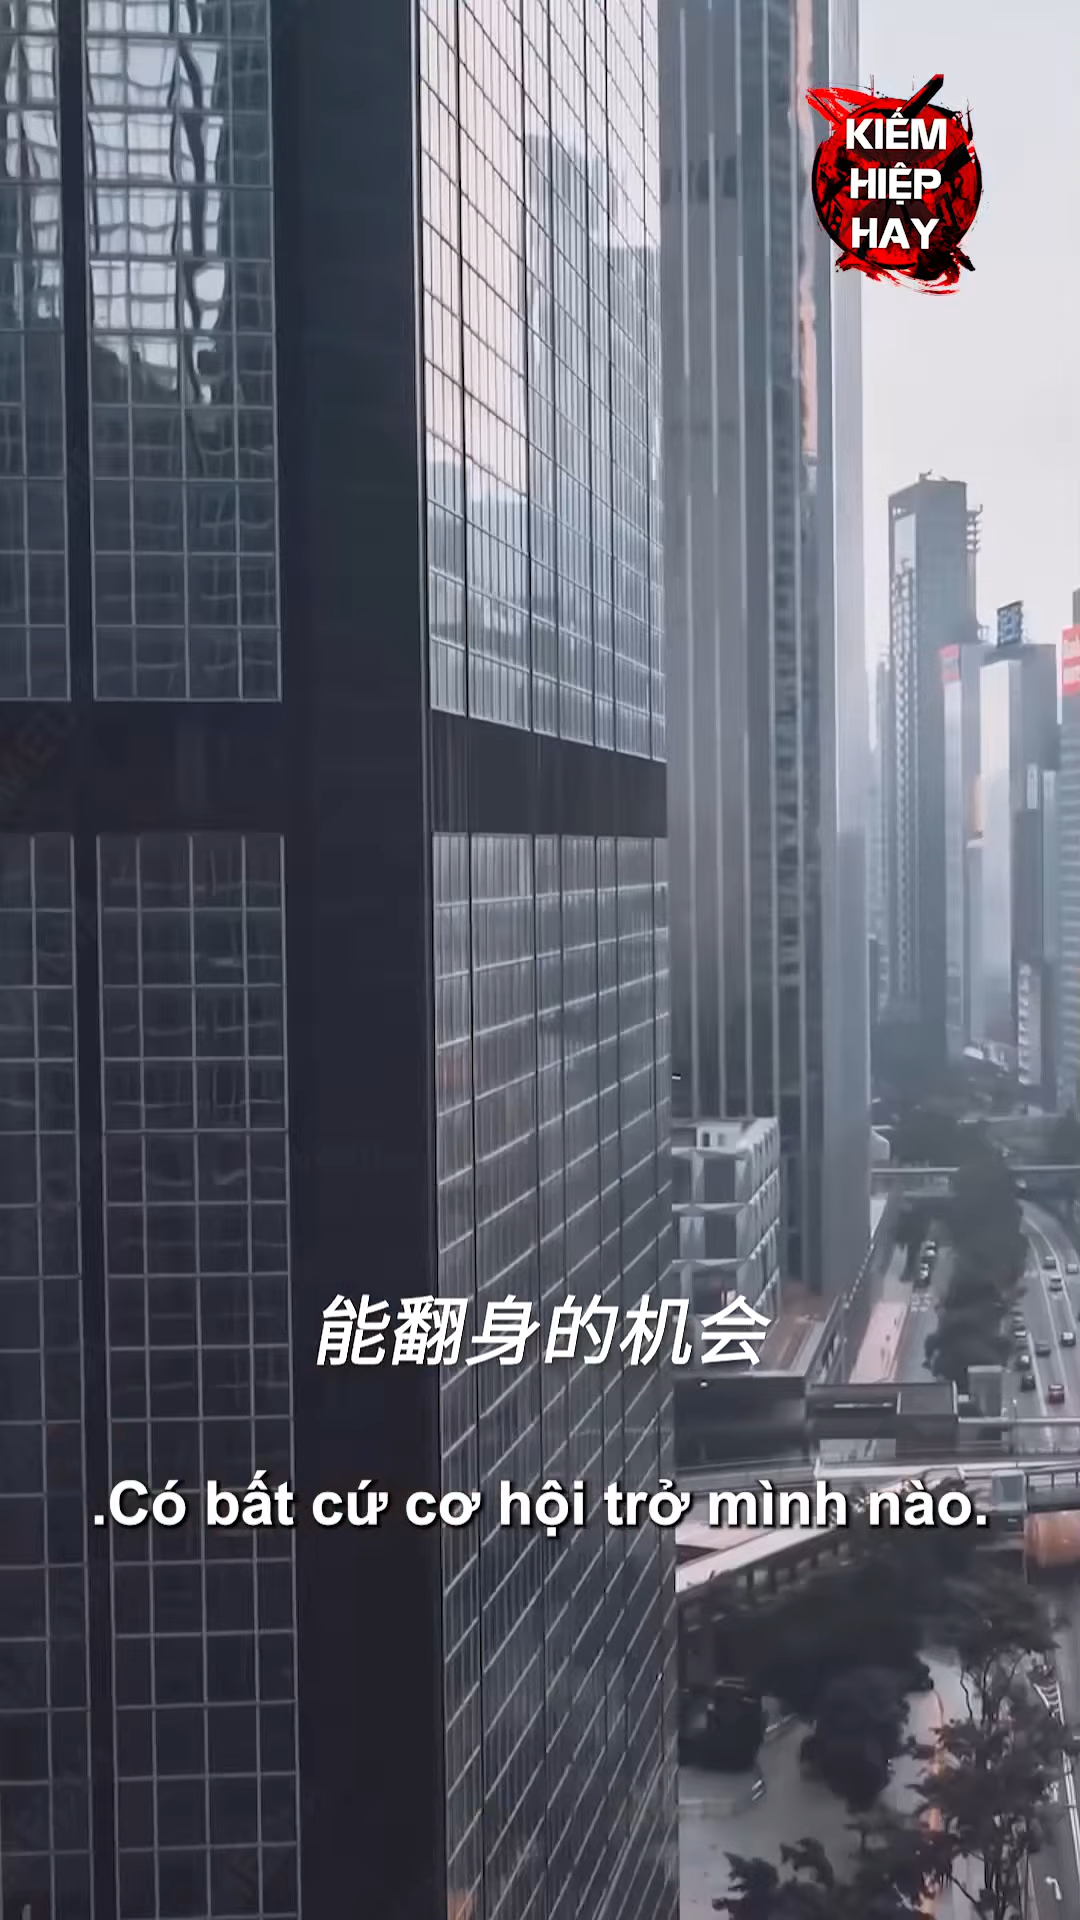 KIẾM
HIỆP
HAY
能翻身的机会
.Có bất cứ cơ hội trở mình nào.